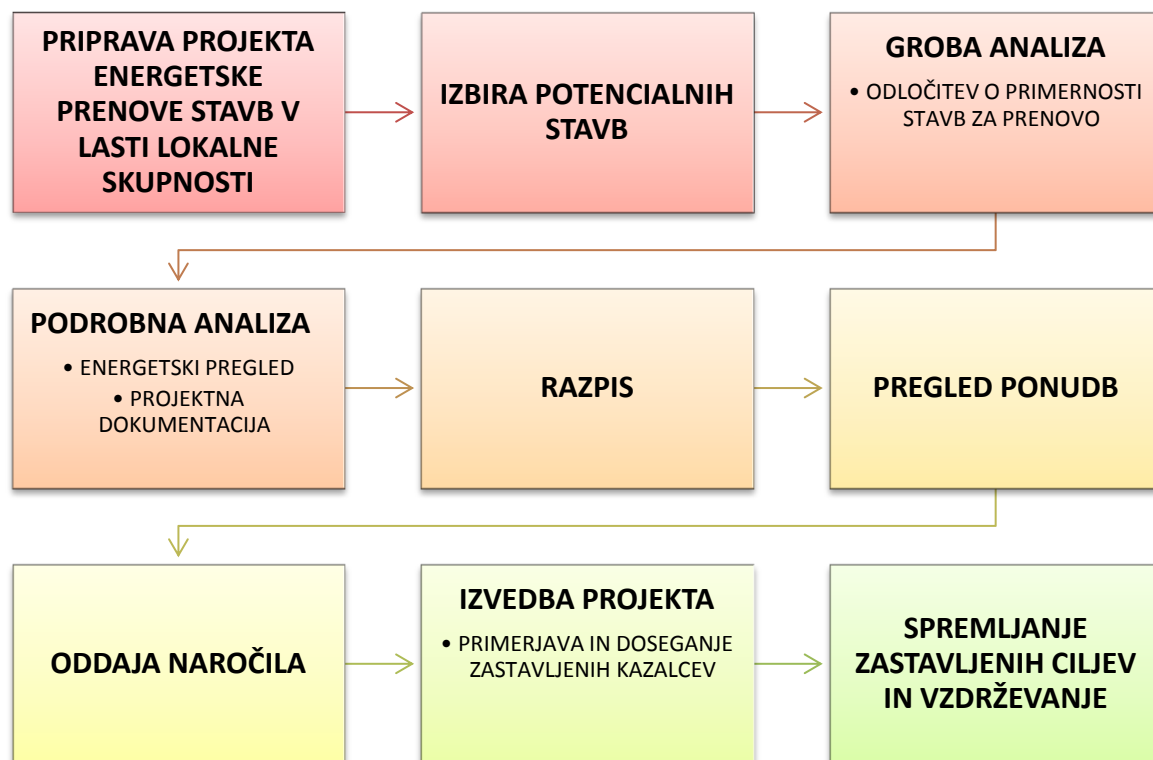 PRIPRAVA PROJEKTA
ENERGETSKE
PRENOVE STAVB V
LASTI LOKALNE
SKUPNOSTI
IZBIRA POTENCIALNIH
STAVB
GROBA ANALIZA
• ODLOČITEV O PRIMERNOSTI
STAVB ZA PRENOVO
PODROBNA ANALIZA
• ENERGETSKI PREGLED
• PROJEKTNA
DOKUMENTACIJA
RAZPIS
PREGLED PONUDB
ODDAJA NAROČILA
IZVEDBA PROJEKTA
• PRIMERJAVA IN DOSEGANJE
ZASTAVLJENIH KAZALCEV
SPREMLJANJE
ZASTAVLJENIH CILJEV
IN VZDRŽEVANJE